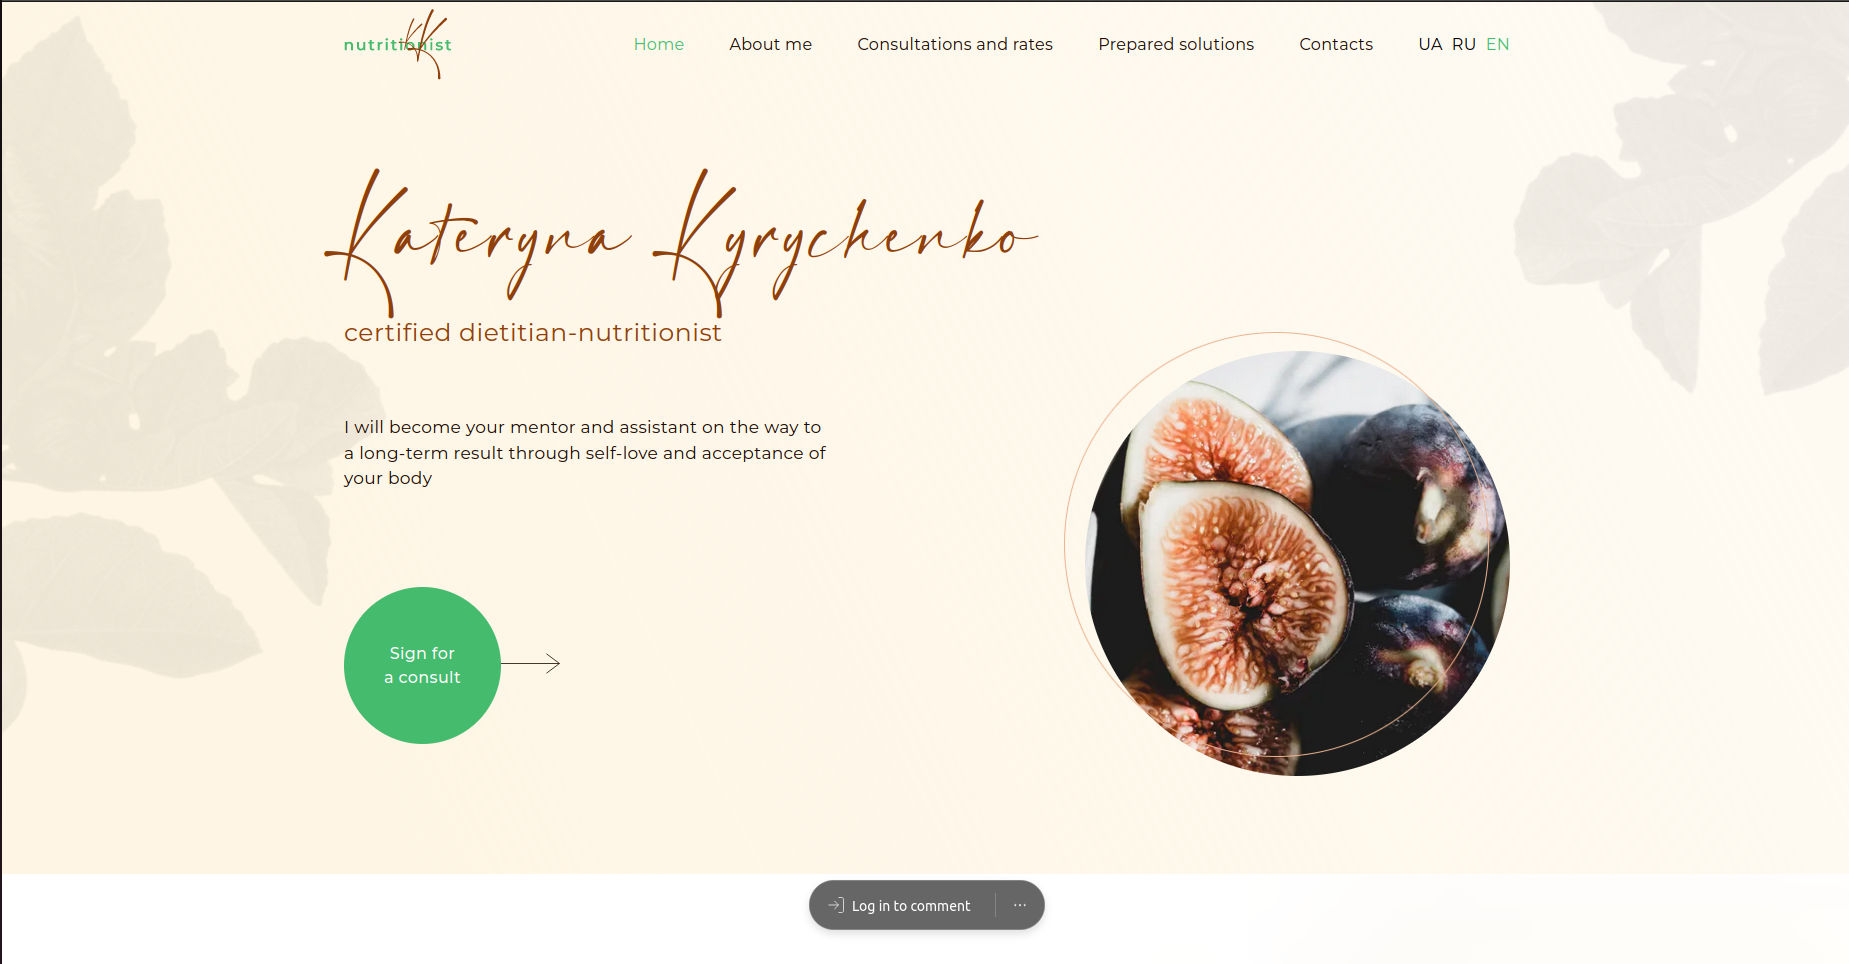 nutritionist KK
Home About me Consultations and rates Prepared solutions Contacts UA RU EN
Kateryna Kyrychenko
certified dietitian-nutritionist
I will become your mentor and assistant on the way to
a long-term result through self-love and acceptance of
your body
Sign for
a consult
Log in to comment